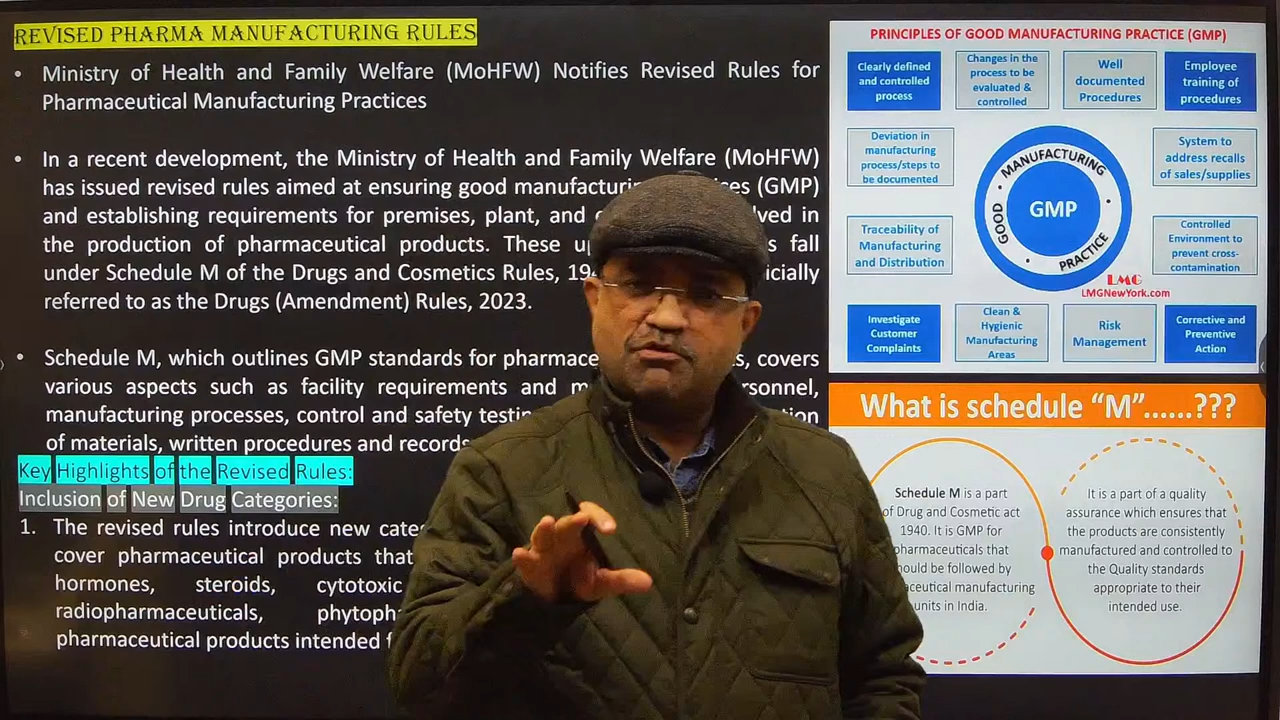 REVISED PHARMA MANUFACTURING RULES
• Ministry of Health and Family Welfare (MoHFW) Notifies Revised Rules for
Pharmaceutical Manufacturing Practices
• In a recent development, the Ministry of Health and Family Welfare (MoHFW)
has issued revised rules aimed at ensuring good (GMP)
and establishing requirements for premises, plant, and in
the production of pharmaceutical products. These fall
under Schedule M of the Drugs and Cosmetics Rules,
referred to as the Drugs (Amendment) Rules, 2023.
• Schedule M, which outlines GMP standards for covers
various aspects such as facility requirements and
manufacturing processes, control and safety
of materials, written procedures and records
Key Highlights of the Revised Rules:
Inclusion of New Drug Categories:
1. The revised rules introduce new
cover pharmaceutical products that
hormones, steroids, cytotoxic
radiopharmaceuticals,
pharmaceutical products intended
PRINCIPLES OF GOOD MANUFACTURING PRACTICE (GMP)
Clearly defined
and controlled
process
Changes in the
process to be
evaluated &
controlled
Well
documented
Procedures
Employee
training of
procedures
Deviation in
manufacturing
process/steps to
be documented
System to
address recalls
of sales/supplies
GOOD • MANUFACTURING • PRACTICE •
GMP
Traceability of
Manufacturing
and Distribution
Controlled
Environment to
prevent cross-
contamination
LMG
LMGNewYork.com
Investigate
Customer
Complaints
Clean &
Hygienic
Manufacturing
Areas
Risk
Management
Corrective and
Preventive
Action
What is schedule “M”......???
Schedule M is a part
of Drug and Cosmetic act
1940. It is GMP for
pharmaceuticals that
should be followed by
manufacturing
units in India.
It is a part of a quality
assurance which ensures that
the products are consistently
manufactured and controlled to
the Quality standards
appropriate to their
intended use.